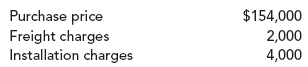 Purchase price $154,000
Freight charges 2,000
Installation charges 4,000